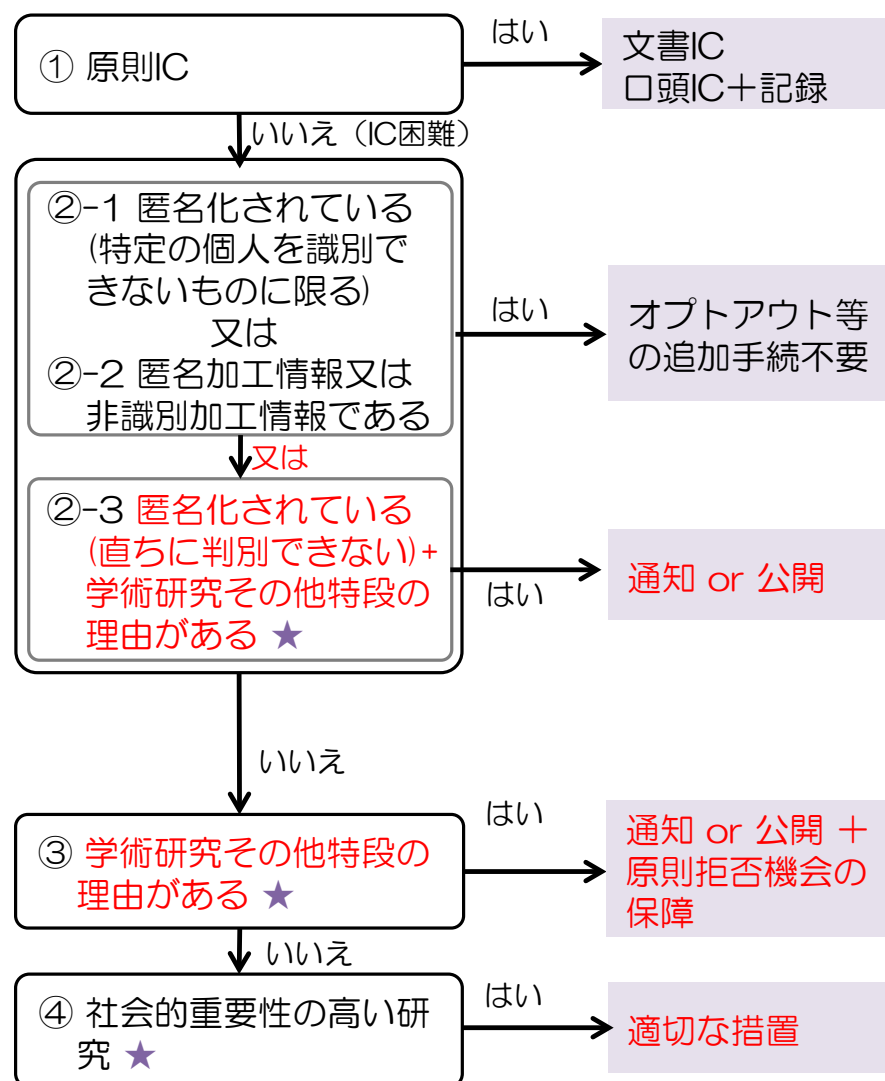 ① 原則IC
はい
文書IC
口頭IC＋記録
いいえ（IC困難）
②-1 匿名化されている
(特定の個人を識別で
きないものに限る)
又は
②-2 匿名加工情報又は
非識別加工情報である
はい
オプトアウト等
の追加手続不要
又は
②-3 匿名化されている
(直ちに判別できない)+
学術研究その他特段の
理由がある ★
はい
通知 or 公開
いいえ
③ 学術研究その他特段の
理由がある ★
はい
通知 or 公開 ＋
原則拒否機会の
保障
いいえ
④ 社会的重要性の高い研
究 ★
はい
適切な措置